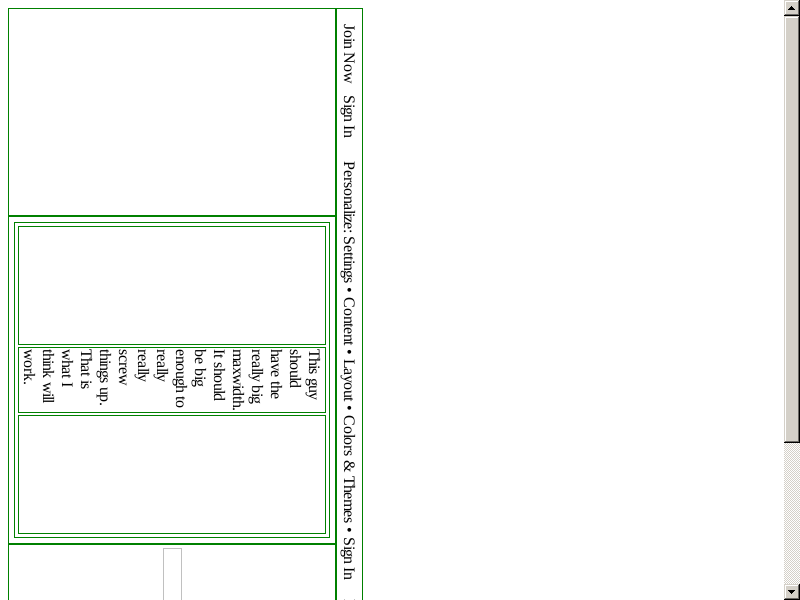 Join Now Sign In Personalize: Settings • Content • Layout • Colors & Themes • Sign In
This guy
should
have the
really big
maxwidth.
It should
be big
enough to
really
really
screw
things up.
That is
what I
think will
work.